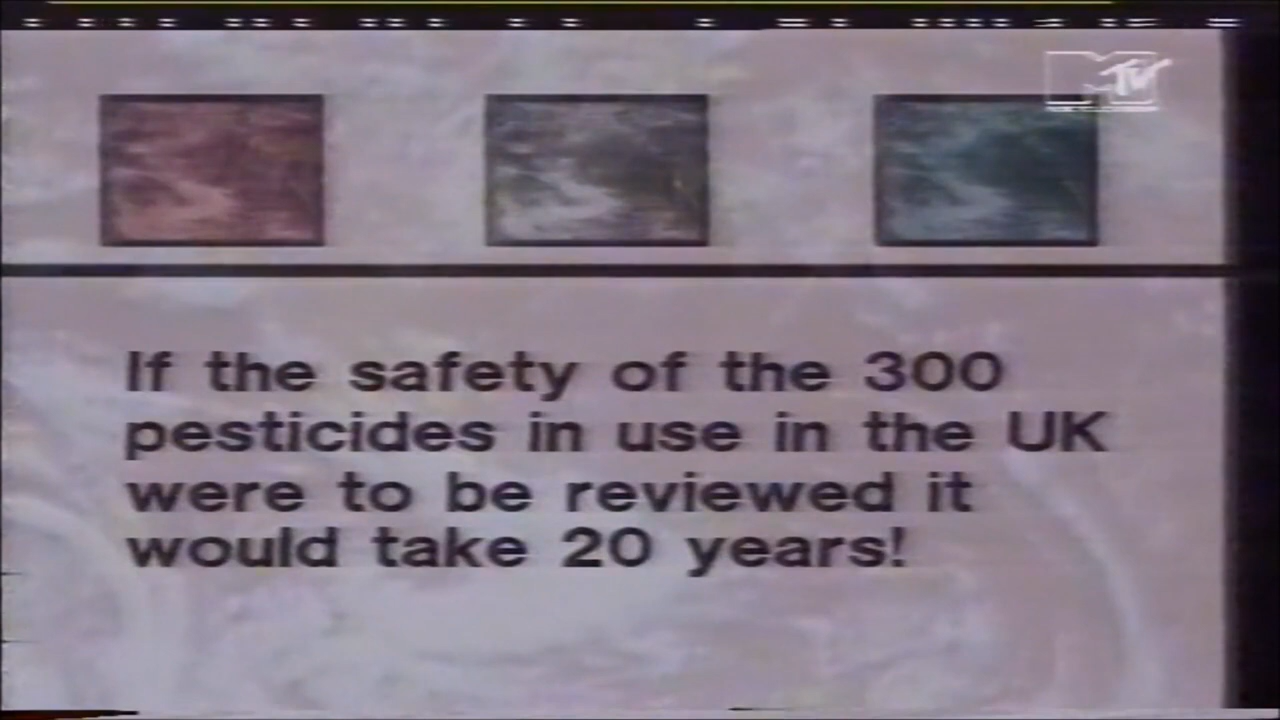 MTV
If the safety of the 300
pesticides in use in the UK
were to be reviewed it
would take 20 years!